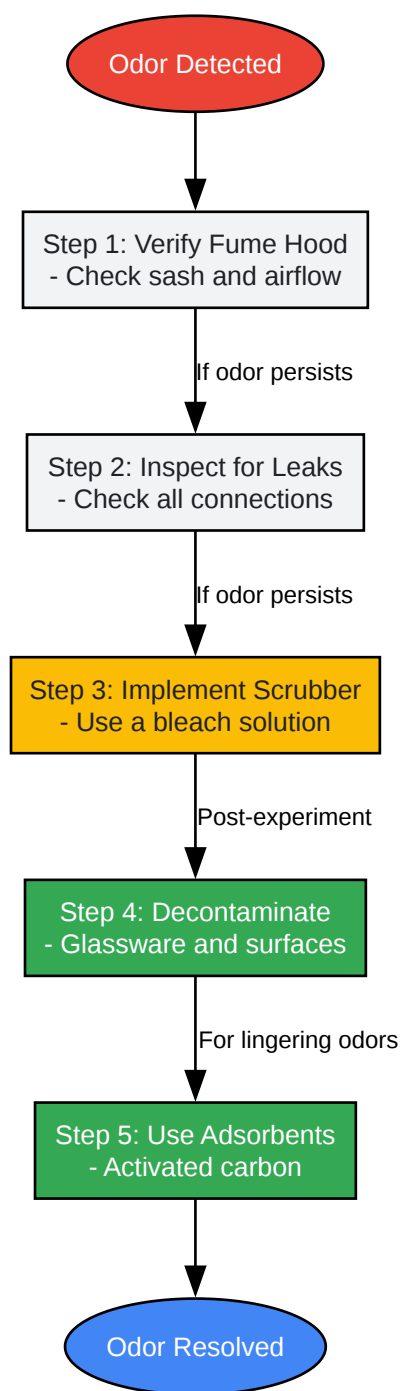 Odor Detected
Step 1: Verify Fume Hood
- Check sash and airflow
If odor persists
Step 2: Inspect for Leaks
- Check all connections
If odor persists
Step 3: Implement Scrubber
- Use a bleach solution
Post-experiment
Step 4: Decontaminate
- Glassware and surfaces
For lingering odors
Step 5: Use Adsorbents
- Activated carbon
Odor Resolved